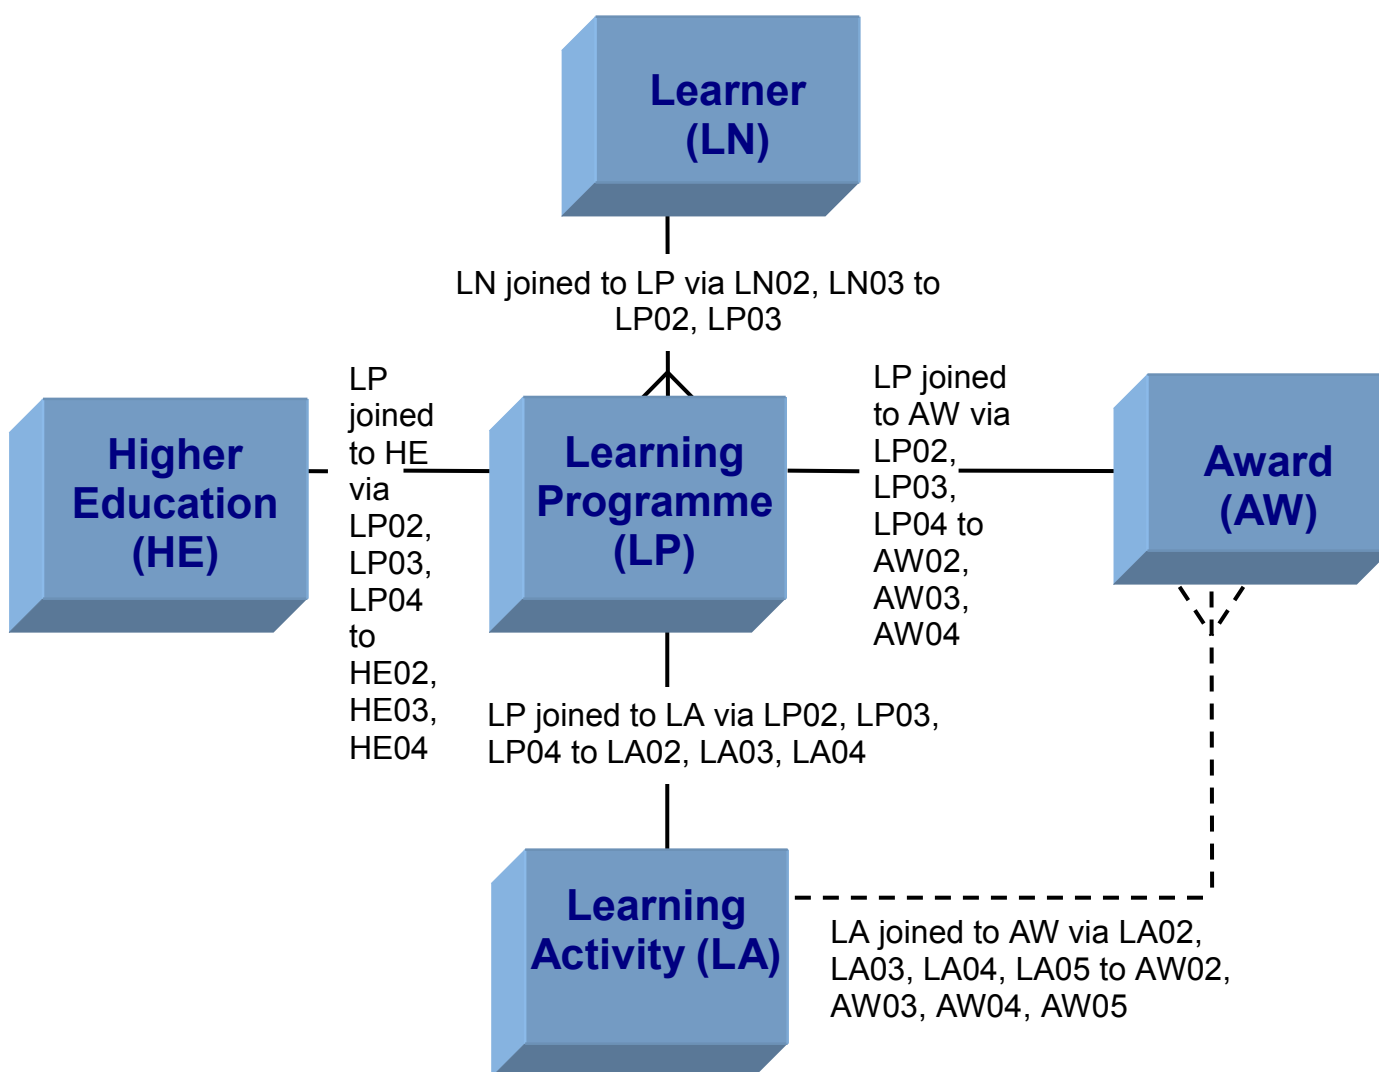 Learner
(LN)
LN joined to LP via LN02, LN03 to
LP02, LP03
LP
joined
to HE
via
LP02,
LP03,
LP04
to
HE02,
HE03,
HE04
LP joined
to AW via
LP02,
LP03,
LP04 to
AW02,
AW03,
AW04
Higher
Education
(HE)
Learning
Programme
(LP)
Award
(AW)
LP joined to LA via LP02, LP03,
LP04 to LA02, LA03, LA04
Learning
Activity (LA)
LA joined to AW via LA02,
LA03, LA04, LA05 to AW02,
AW03, AW04, AW05